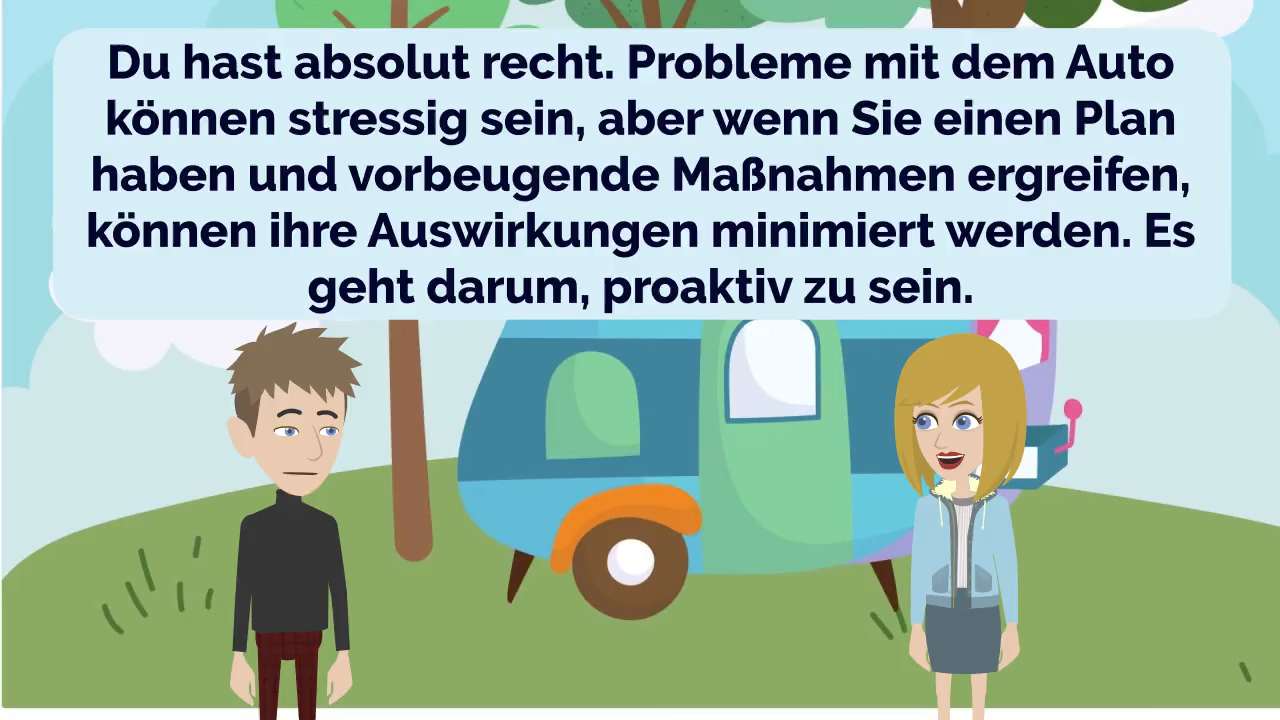 Du hast absolut recht. Probleme mit dem Auto
können stressig sein, aber wenn Sie einen Plan
haben und vorbeugende Maßnahmen ergreifen,
können ihre Auswirkungen minimiert werden. Es
geht darum, proaktiv zu sein.